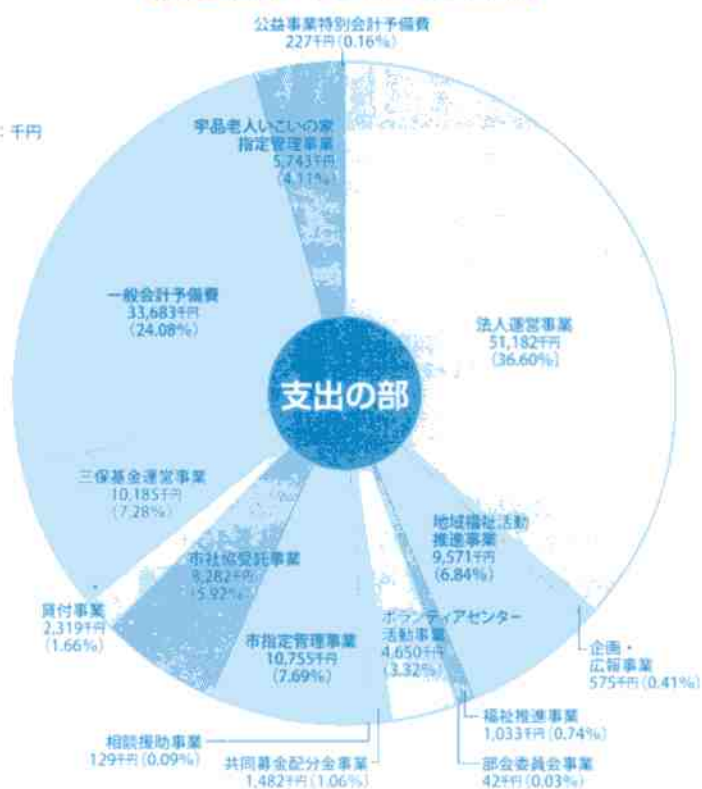 公益事業特別会計予備費
227千円(0.16%)
: 千円
宇品老人いこいの家
指定管理事業
5,743千円
(4.11%)
一般会計予備費
33,683千円
(24.08%)
法人運営事業
51,182千円
(36.60%)
支出の部
三保基金運営事業
10,185千円
(7.28%)
地域福祉活動
推進事業
9,571千円
(6.84%)
市社協受託事業
8,282千円
(5.92%)
貸付事業
2,319千円
(1.66%)
市指定管理事業
10,755千円
(7.69%)
ボランティアセンター
活動事業
4,650千円
(3.32%)
企画・
広報事業
575千円(0.41%)
福祉推進事業
1,033千円(0.74%)
相談援助事業
129千円(0.09%)
共同募金配分金事業
1,482千円(1.06%)
部会委員会事業
42千円(0.03%)